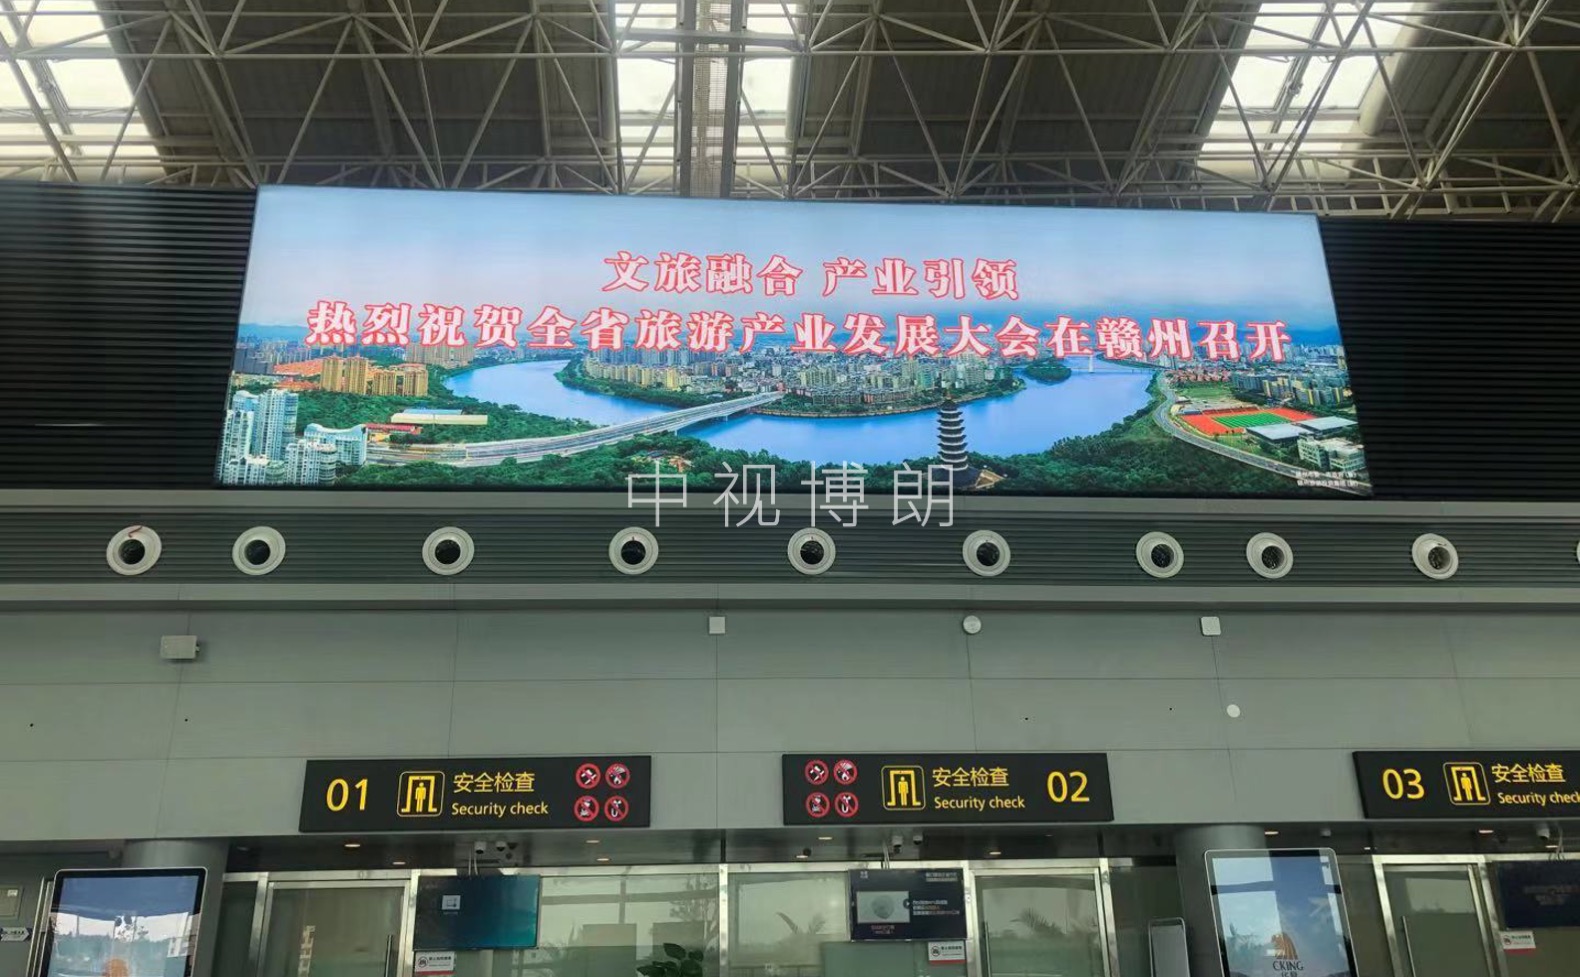 文旅融合 产业引领
热烈祝贺全省旅游产业发展大会在赣州召开
中视博朗
01 安全检查
Security check
安全检查 02
Security check
03 安全检查
Security check
CKING